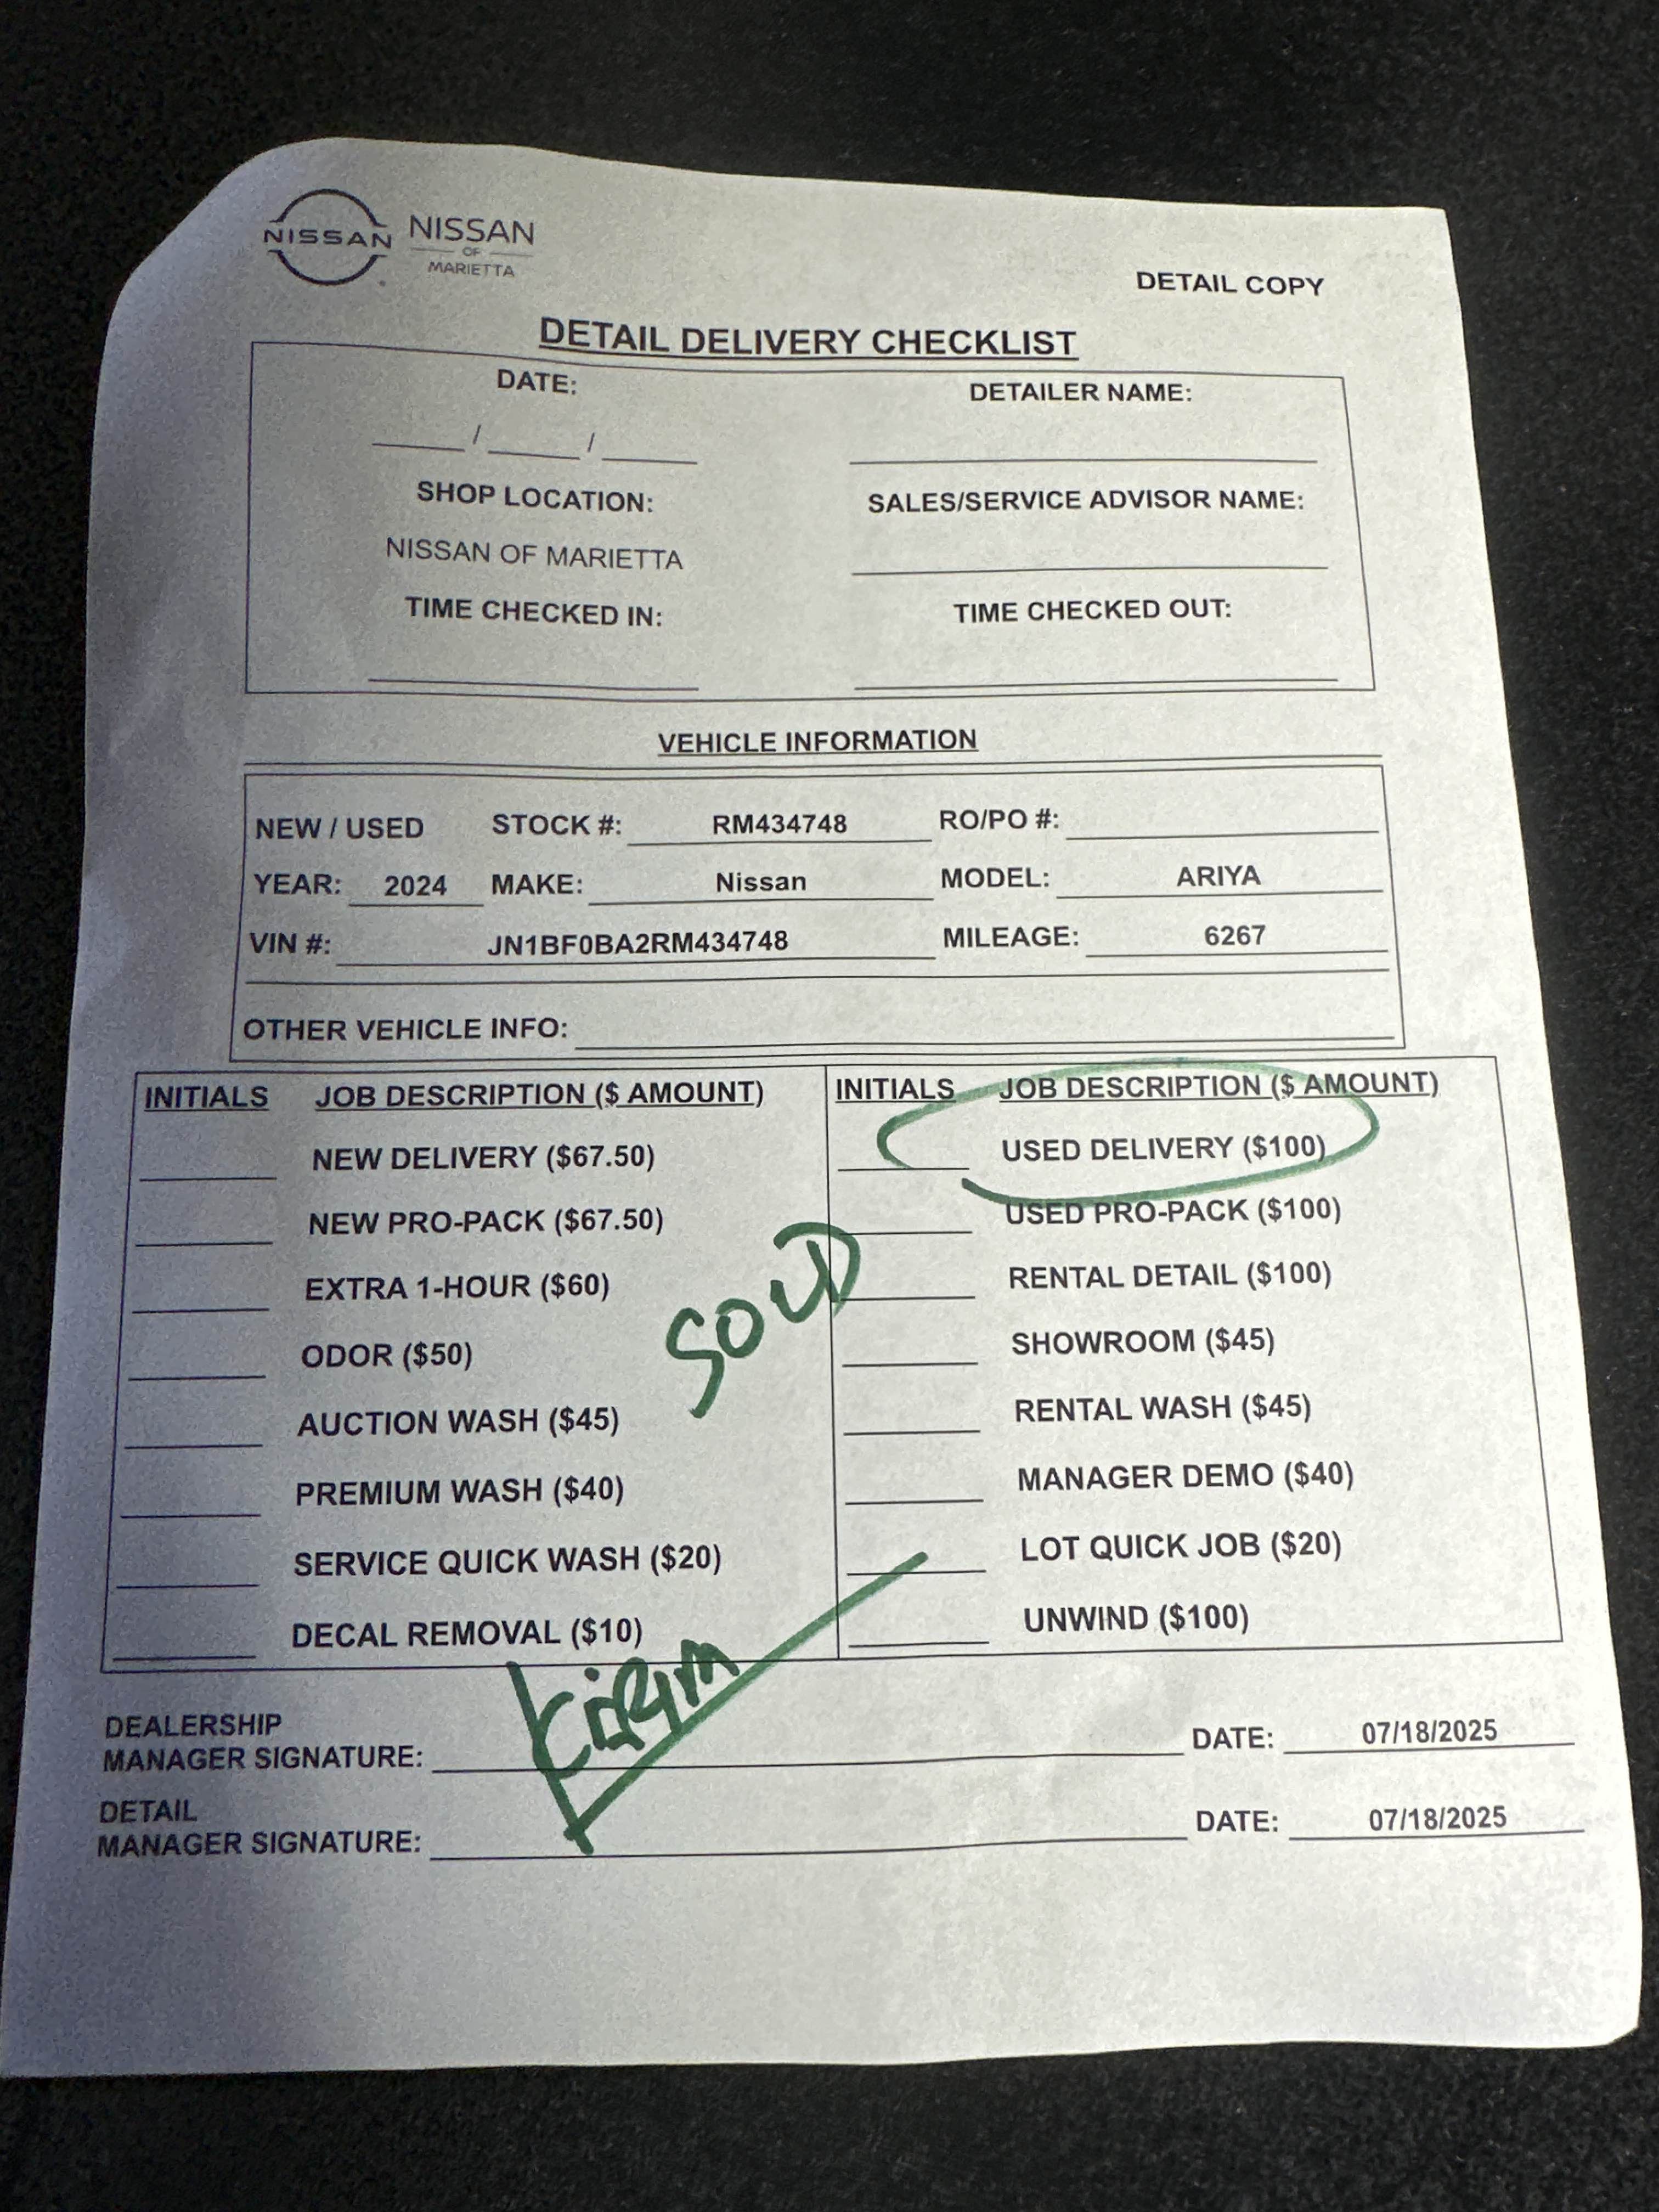 NISSAN
NISSAN
OF
MARIETTA
DETAIL COPY
DETAIL DELIVERY CHECKLIST
DATE: DETAILER NAME:
____ / ____ / ____
SHOP LOCATION: SALES/SERVICE ADVISOR NAME:
NISSAN OF MARIETTA
TIME CHECKED IN: TIME CHECKED OUT:
VEHICLE INFORMATION
NEW / USED STOCK #: RM434748 RO/PO #:
YEAR: 2024 MAKE: Nissan MODEL: ARIYA
VIN #: JN1BF0BA2RM434748 MILEAGE: 6267
OTHER VEHICLE INFO:
INITIALS JOB DESCRIPTION ($ AMOUNT) INITIALS JOB DESCRIPTION ($ AMOUNT)
NEW DELIVERY ($67.50) USED DELIVERY ($100)
NEW PRO-PACK ($67.50) USED PRO-PACK ($100)
EXTRA 1-HOUR ($60) RENTAL DETAIL ($100)
SOLD
ODOR ($50) SHOWROOM ($45)
AUCTION WASH ($45) RENTAL WASH ($45)
PREMIUM WASH ($40) MANAGER DEMO ($40)
SERVICE QUICK WASH ($20) LOT QUICK JOB ($20)
DECAL REMOVAL ($10) UNWIND ($100)
DEALERSHIP
MANAGER SIGNATURE: DATE: 07/18/2025
DETAIL
MANAGER SIGNATURE: DATE: 07/18/2025